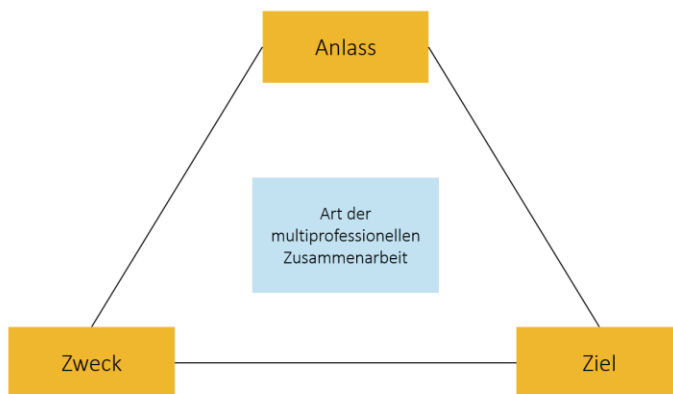 Anlass
Art der
multiprofessionellen
Zusammenarbeit
Zweck
Ziel